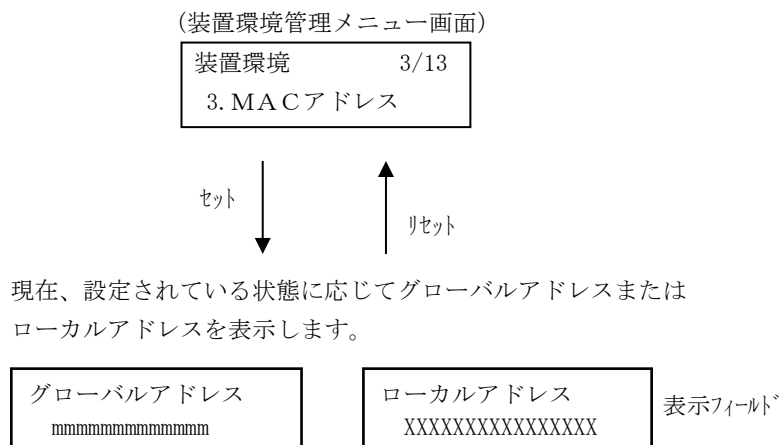 (装置環境管理メニュー画面)
装置環境 3/13
3. ＭＡＣアドレス
ｾｯﾄ
ﾘｾｯﾄ
現在、設定されている状態に応じてグローバルアドレスまたは
ローカルアドレスを表示します。
グローバルアドレス
mmmmmmmmmmmmm
ローカルアドレス
XXXXXXXXXXXXXXXX
表示ﾌｨｰﾙﾄﾞ